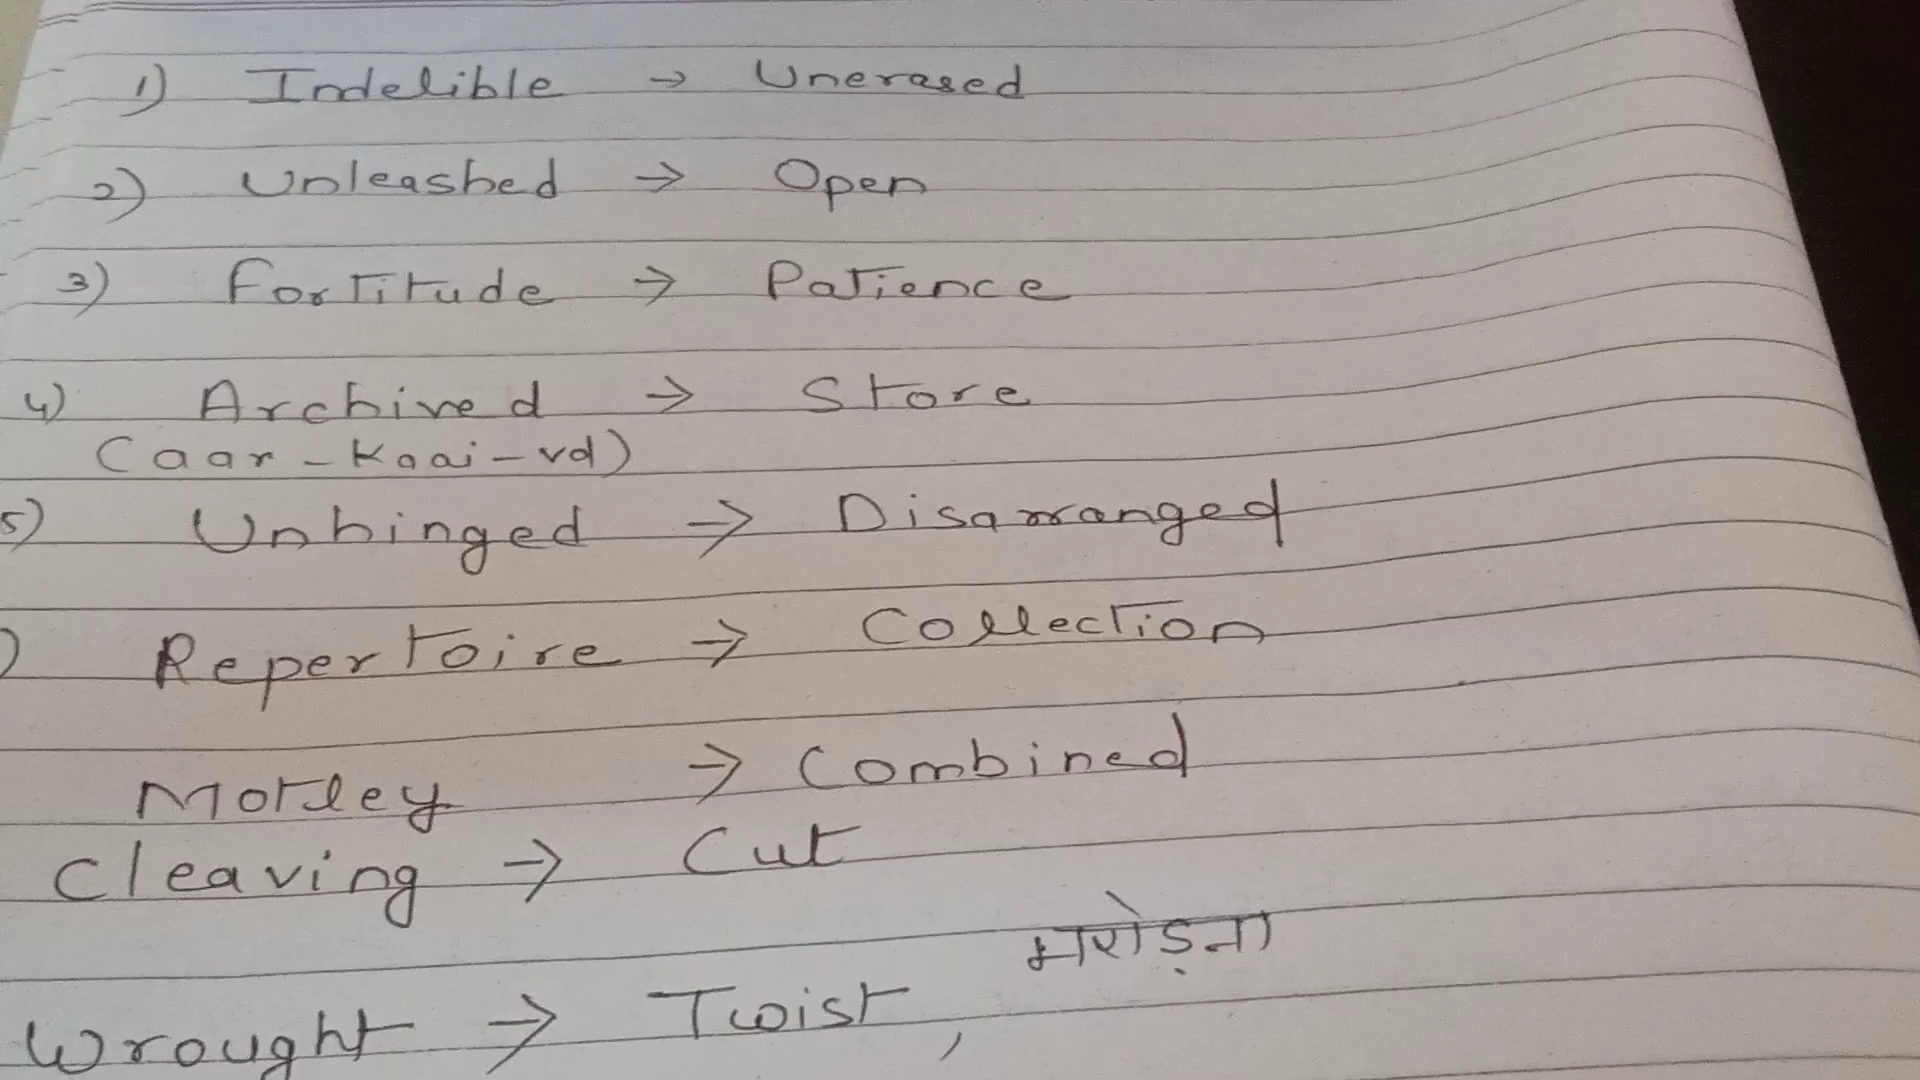 1) Indelible → Unerased
2) Unleashed → Open
3) Fortitude → Patience
4) Archived → Store
(aar-Kaai-vd)
5) Unhinged → Disarranged
) Repertoire → Collection
Motley → Combined
Cleaving → Cut
मरोड़ना
Wrought → Twist,